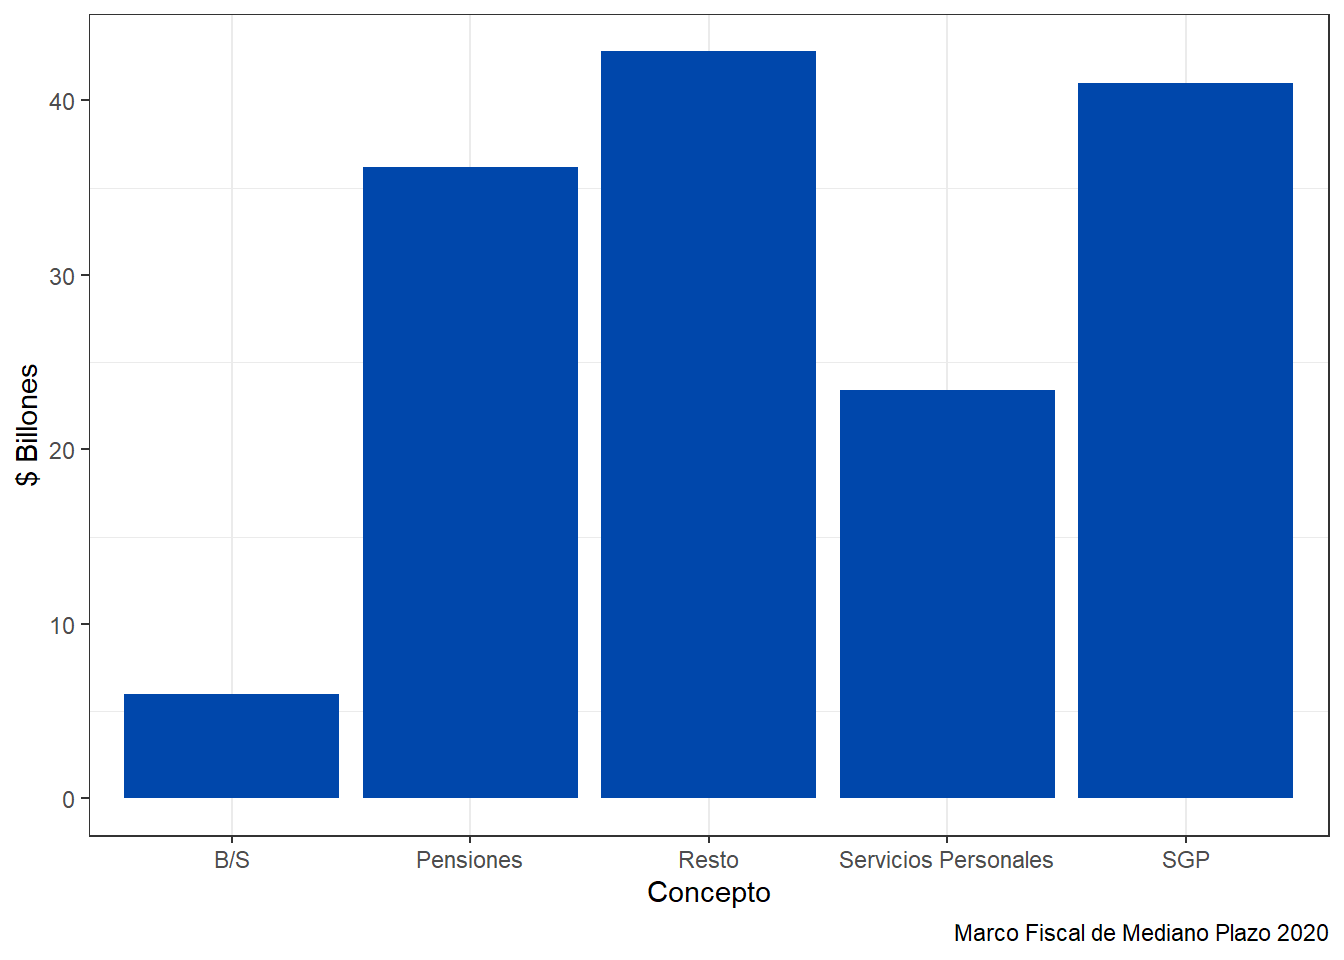 $ Billones
40
30
20
10
0
B/S
Pensiones
Resto
Servicios Personales
SGP
Concepto
Marco Fiscal de Mediano Plazo 2020